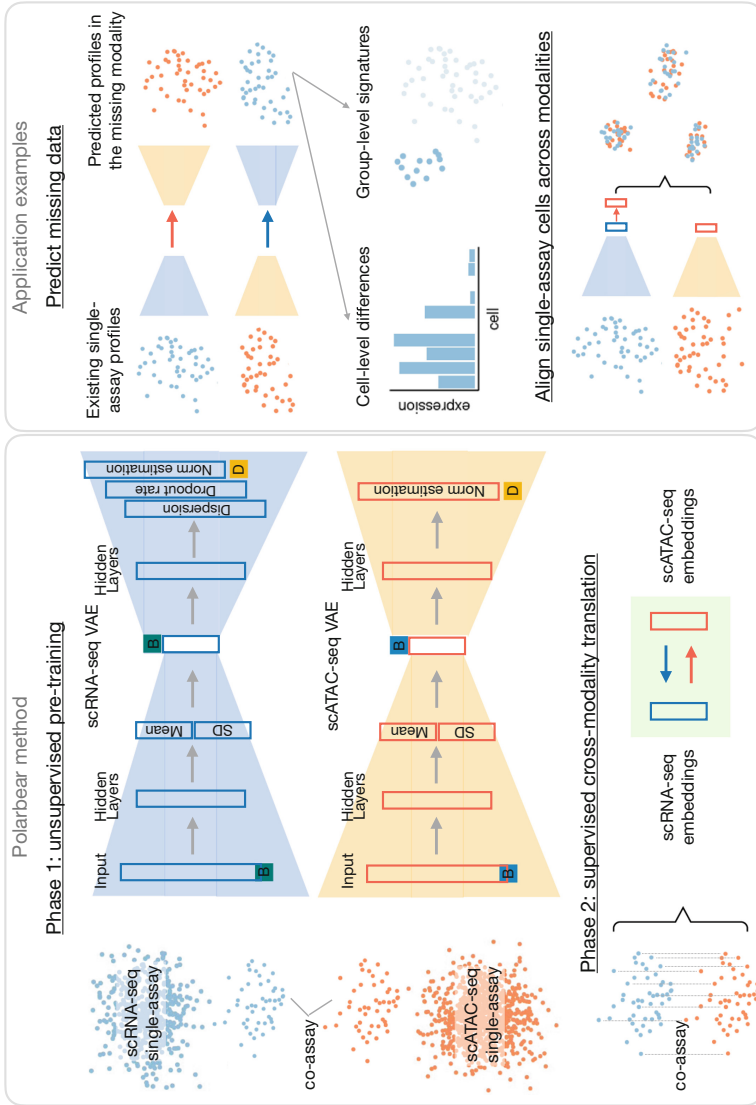 Polarbear method
Phase 1: unsupervised pre-training
scRNA-seq
single-assay
co-assay
scATAC-seq
single-assay
scRNA-seq VAE
Input
Hidden
Layers
Mean
SD
Hidden
Layers
Dispersion
Dropout rate
Norm estimation
B
B
D
scATAC-seq VAE
Input
Hidden
Layers
Mean
SD
Hidden
Layers
Norm estimation
B
B
D
Phase 2: supervised cross-modality translation
co-assay
scRNA-seq
embeddings
scATAC-seq
embeddings
Application examples
Predict missing data
Existing single-
assay profiles
Predicted profiles in
the missing modality
Cell-level differences
expression
cell
Group-level signatures
Align single-assay cells across modalities